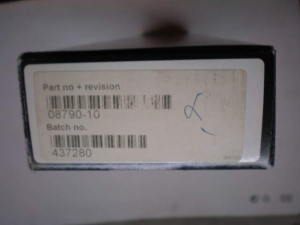 Part no + revision
08790-10
Batch no.
437280